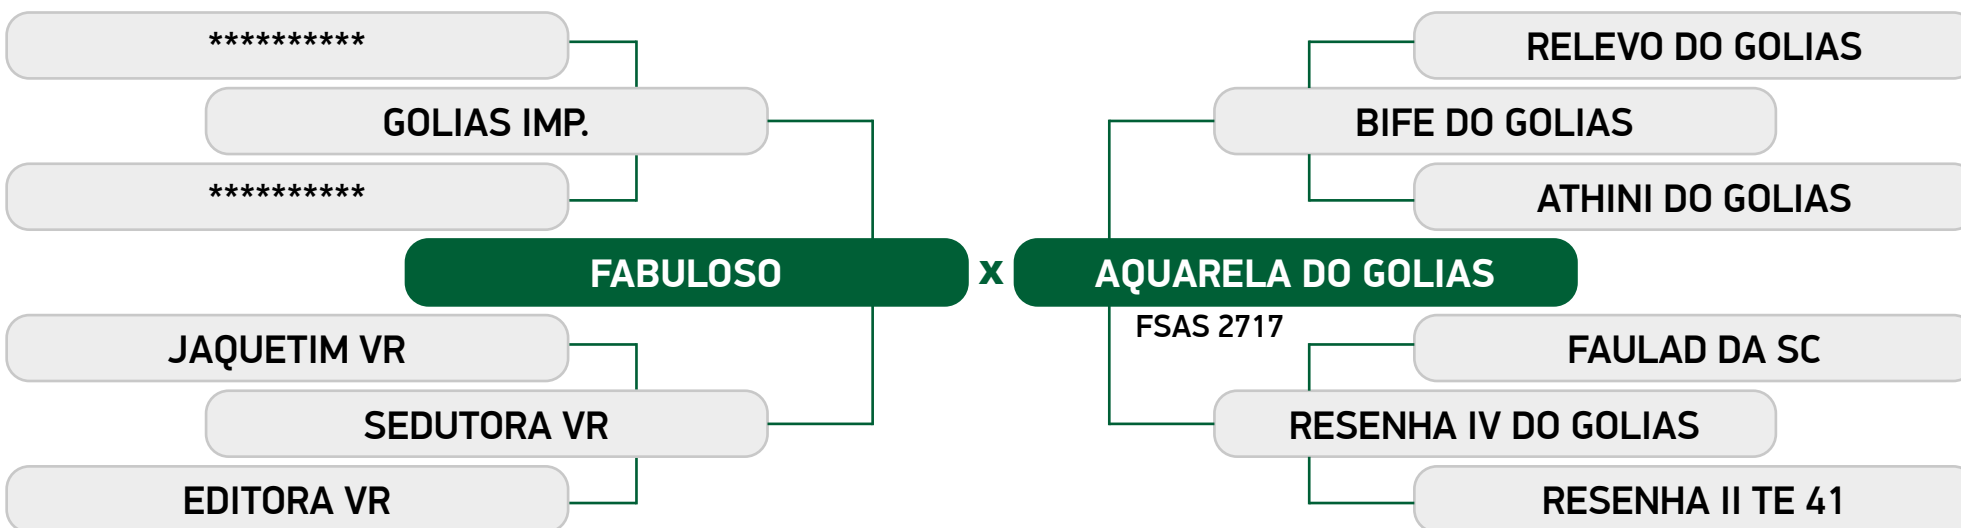 **********
RELEVO DO GOLIAS
GOLIAS IMP.
BIFE DO GOLIAS
**********
ATHINI DO GOLIAS
FABULOSO x AQUARELA DO GOLIAS
FSAS 2717
JAQUETIM VR
FAULAD DA SC
SEDUTORA VR
RESENHA IV DO GOLIAS
EDITORA VR
RESENHA II TE 41